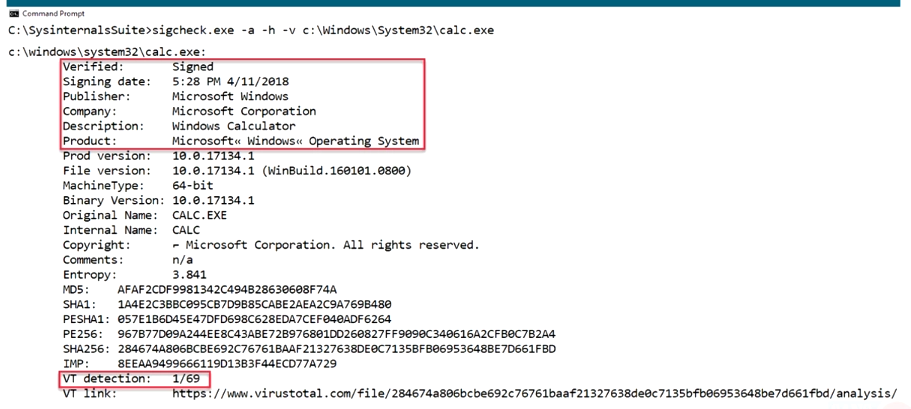 Command Prompt
C:\SysinternalsSuite>sigcheck.exe -a -h -v c:\Windows\System32\calc.exe
c:\windows\system32\calc.exe:
Verified: Signed
Signing date: 5:28 PM 4/11/2018
Publisher: Microsoft Windows
Company: Microsoft Corporation
Description: Windows Calculator
Product: Microsoft« Windows« Operating System
Prod version: 10.0.17134.1
File version: 10.0.17134.1 (WinBuild.160101.0800)
MachineType: 64-bit
Binary Version: 10.0.17134.1
Original Name: CALC.EXE
Internal Name: CALC
Copyright: ⌐ Microsoft Corporation. All rights reserved.
Comments: n/a
Entropy: 3.841
MD5: AFAF2CDF9981342C494B28630608F74A
SHA1: 1A4E2C3BBC095CB7D9B85CABE2AEA2C9A769B480
PESHA1: 057E1B6D45E47DFD698C628EDA7CEF040ADF6264
PE256: 967B77D09A244EE8C43ABE72B976801DD260827FF9090C340616A2CFB0C7B2A4
SHA256: 284674A806BCBE692C76761BAAF21327638DE0C7135BFB06953648BE7D661FBD
IMP: 8EEAA9499666119D13B3F44ECD77A729
VT detection: 1/69
VT link: https://www.virustotal.com/file/284674a806bcbe692c76761baaf21327638de0c7135bfb06953648be7d661fbd/analysis/